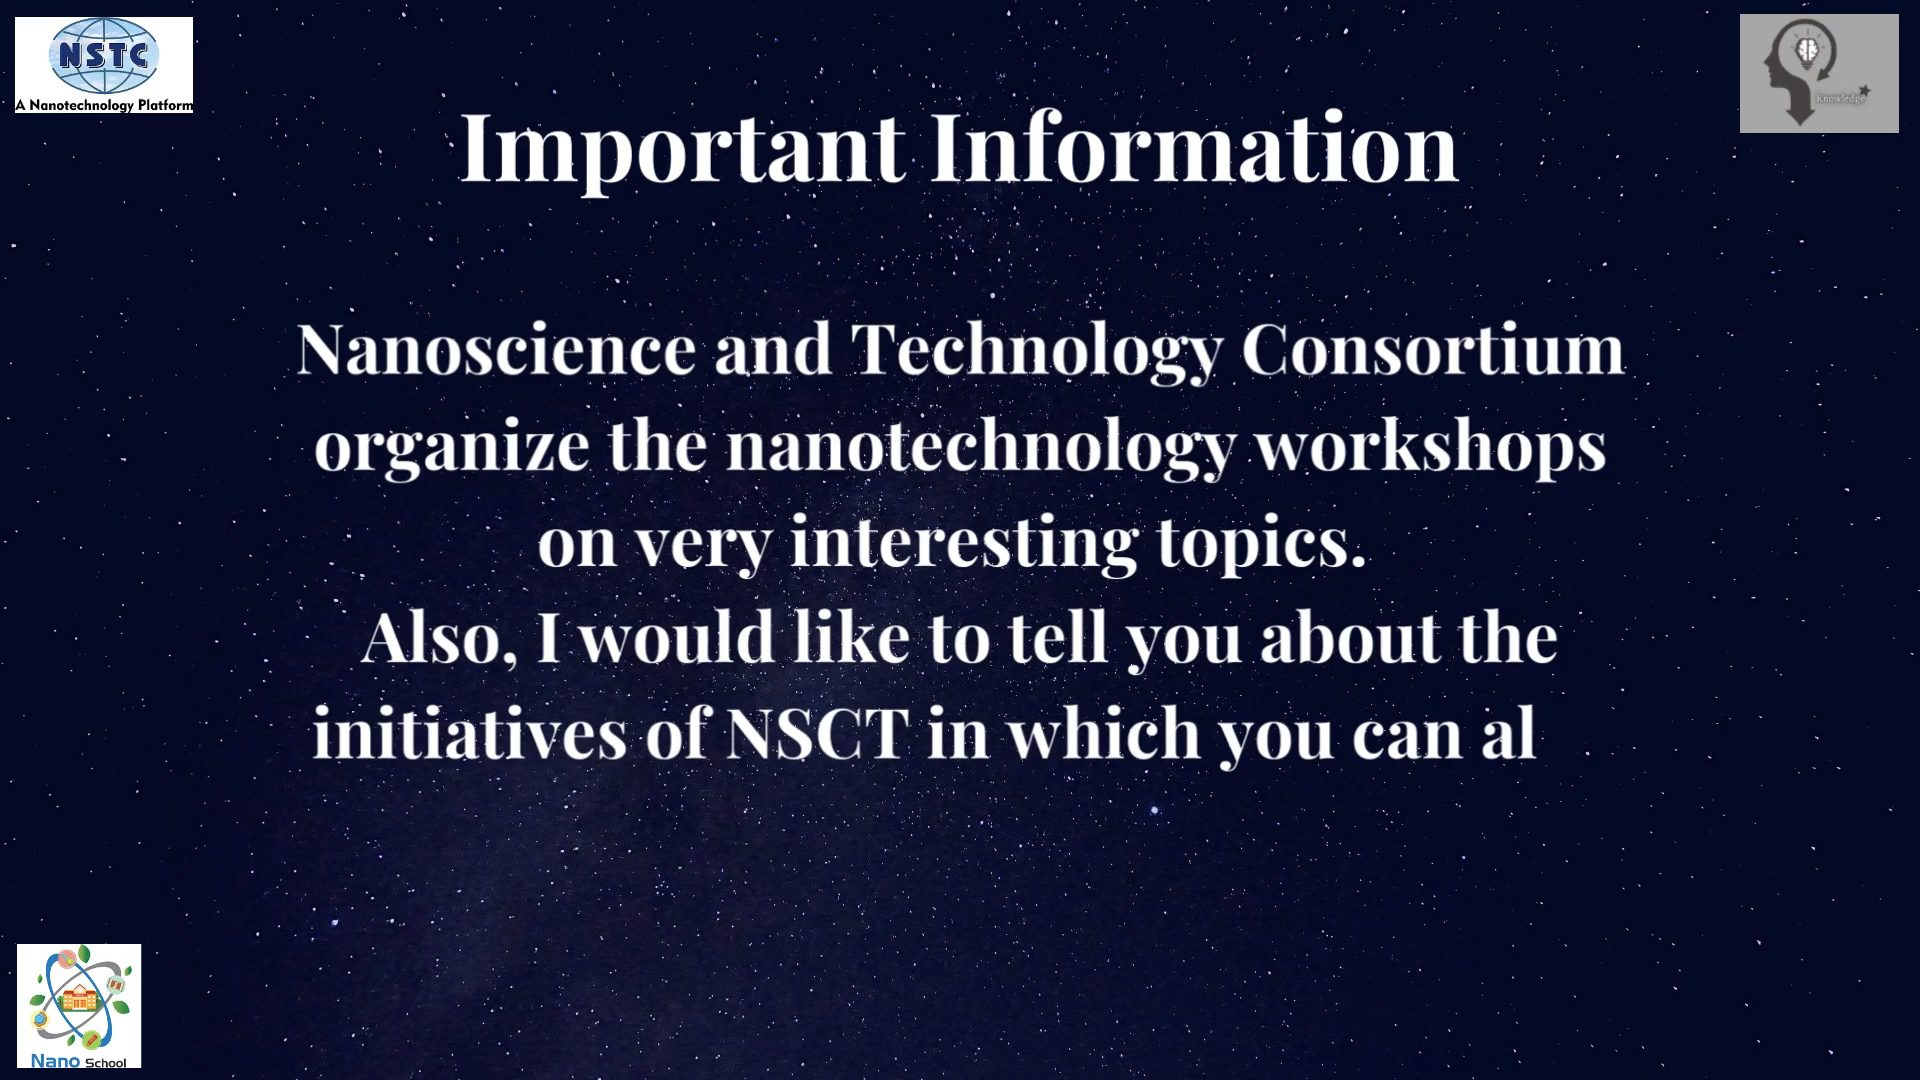 NSTC
A Nanotechnology Platform
Knowledge
Important Information
Nanoscience and Technology Consortium
organize the nanotechnology workshops
on very interesting topics.
Also, I would like to tell you about the
initiatives of NSCT in which you can al
Nano School